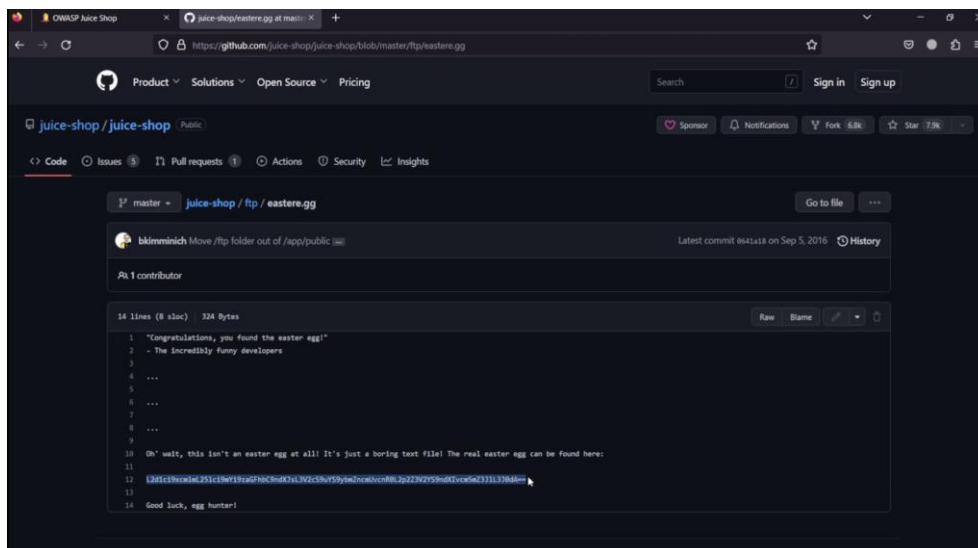 OWASP Juice Shop
juice-shop/eastere.gg at master
https://github.com/juice-shop/juice-shop/blob/master/ftp/eastere.gg
Product Solutions Open Source Pricing Search / Sign in Sign up
juice-shop / juice-shop Public Sponsor Notifications Fork 6.8k Star 7.9k
<> Code Issues 5 Pull requests 1 Actions Security Insights
master juice-shop / ftp / eastere.gg Go to file ...
bkimminich Move /ftp folder out of /app/public ... Latest commit on Sep 5, 2016 History
1 contributor
14 lines (8 sloc) 324 Bytes Raw Blame
1 "Congratulations, you found the easter egg!"
2 - The incredibly funny developers
3
4 ...
5
6 ...
7
8 ...
9
10 Oh' wait, this isn't an easter egg at all! It's just a boring text file! The real easter egg can be found here:
11
12
13
14 Good luck, egg hunter!